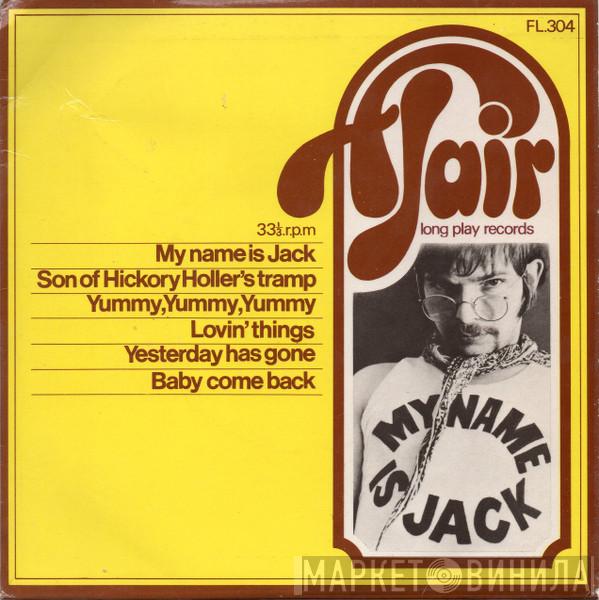 FL.304
Afair
long play records
33⅓.r.p.m
My name is Jack
Son of Hickory Holler's tramp
Yummy,Yummy,Yummy
Lovin' things
Yesterday has gone
Baby come back
MY NAME
IS JACK
МАРКЕТ ВИНИЛА